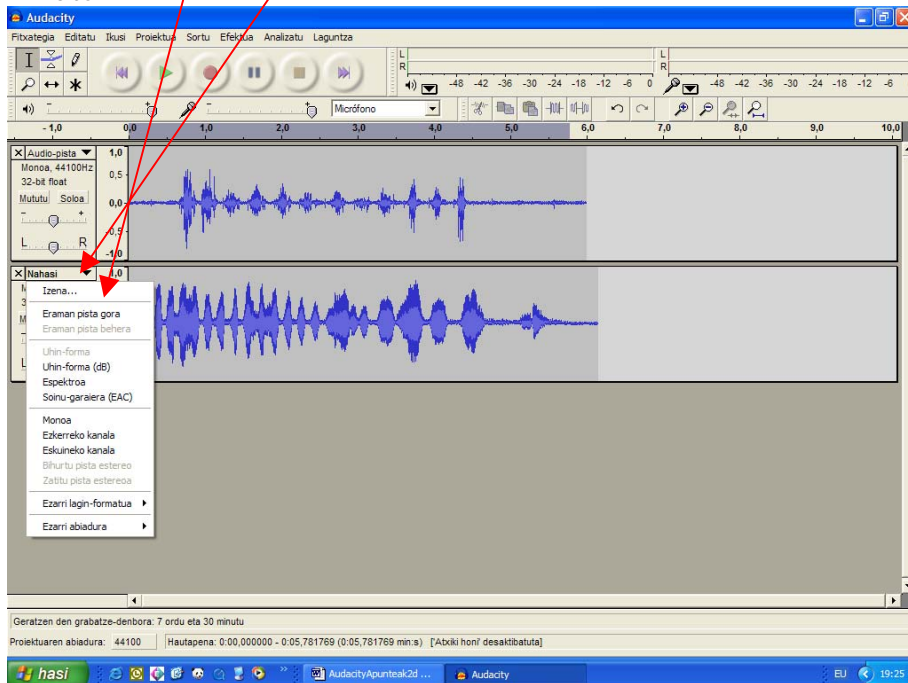 Audacity
Fitxategia Editatu Ikusi Proiektua Sortu Efektua Analizatu Laguntza
L
R
-48 -42 -36 -30 -24 -18 -12 -6 0
L
R
-48 -42 -36 -30 -24 -18 -12 -6
Micrófono
- 1,0 0,0 1,0 2,0 3,0 4,0 5,0 6,0 7,0 8,0 9,0 10,0
Audio-pista 1,0
Monoa, 44100Hz
32-bit float 0,5
Mututu Soloa 0,0
- +
-0,5
L R
-1,0
Nahasi 1,0
Izena...
Eraman pista gora
Eraman pista behera
Uhin-forma
Uhin-forma (dB)
Espektroa
Soinu-garaiera (EAC)
Monoa
Ezkerreko kanala
Eskuineko kanala
Bihurtu pista estereo
Zatitu pista estereoa
Ezarri lagin-formatua
Ezarri abiadura
Geratzen den grabatze-denbora: 7 ordu eta 30 minutu
Proiektuaren abiadura: 44100 Hautapena: 0:00,000000 - 0:05,781769 (0:05,781769 min:s) ['Atxiki honi' desaktibatuta]
hasi AudacityApunteak2d ... Audacity EU 19:25